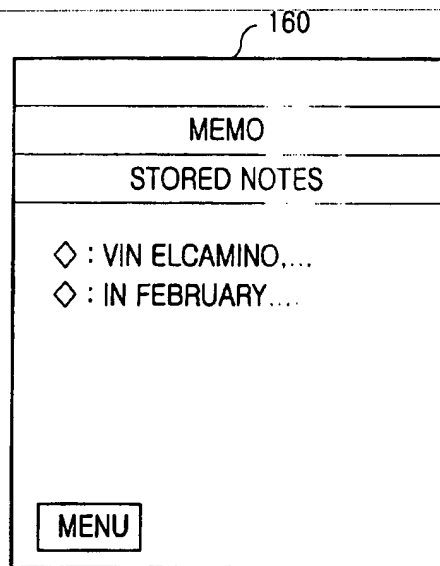 160
MEMO
STORED NOTES
◇ : VIN ELCAMINO,...
◇ : IN FEBRUARY....
MENU